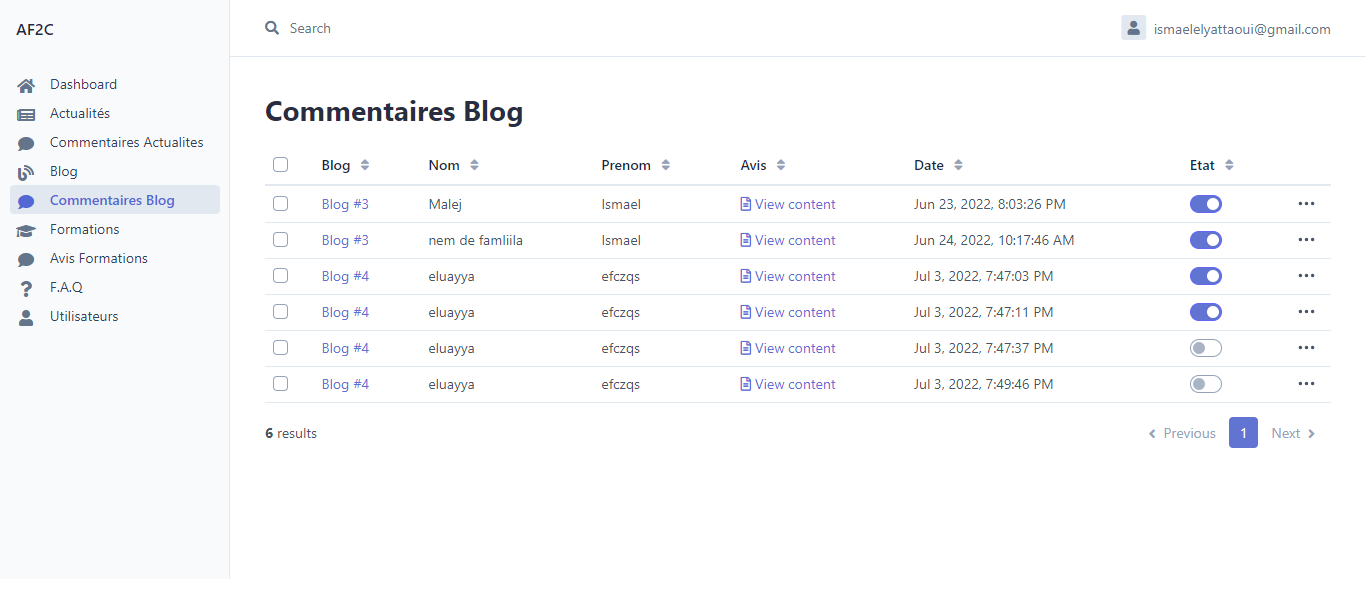 AF2C
Search
ismaelelyattaoui@gmail.com
Dashboard
Actualités
Commentaires Actualites
Blog
Commentaires Blog
Formations
Avis Formations
F.A.Q
Utilisateurs
Commentaires Blog
Blog Nom Prenom Avis Date Etat
Blog #3 Malej Ismael View content Jun 23, 2022, 8:03:26 PM
Blog #3 nem de famliila Ismael View content Jun 24, 2022, 10:17:46 AM
Blog #4 eluayya efczqs View content Jul 3, 2022, 7:47:03 PM
Blog #4 eluayya efczqs View content Jul 3, 2022, 7:47:11 PM
Blog #4 eluayya efczqs View content Jul 3, 2022, 7:47:37 PM
Blog #4 eluayya efczqs View content Jul 3, 2022, 7:49:46 PM
6 results
Previous 1 Next